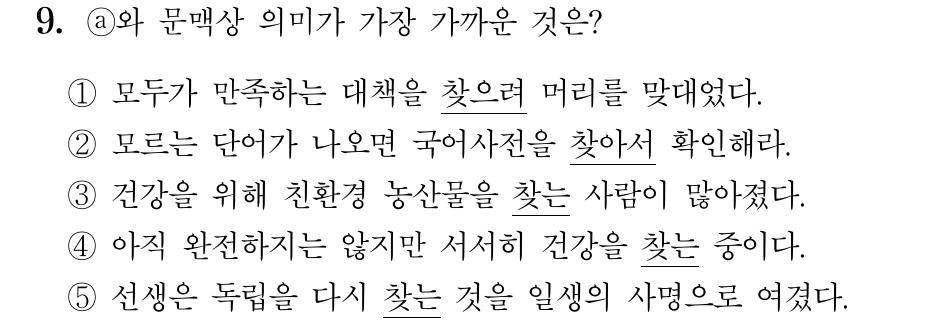 9. ⓐ와 문맥상 의미가 가장 가까운 것은?
① 모두가 만족하는 대책을 찾으려 머리를 맞대었다.
② 모르는 단어가 나오면 국어사전을 찾아서 확인해라.
③ 건강을 위해 친환경 농산물을 찾는 사람이 많아졌다.
④ 아직 완전하지는 않지만 서서히 건강을 찾는 중이다.
⑤ 선생은 독립을 다시 찾는 것을 일생의 사명으로 여겼다.